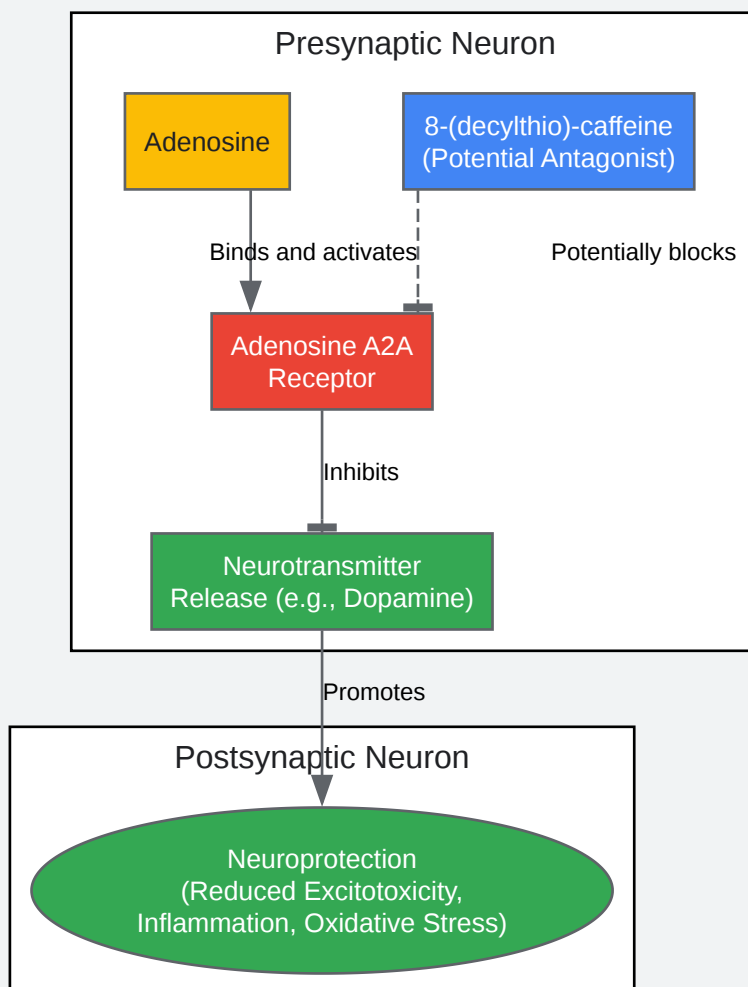 Presynaptic Neuron
Adenosine
8-(decylthio)-caffeine
(Potential Antagonist)
Binds and activates
Potentially blocks
Adenosine A2A
Receptor
Inhibits
Neurotransmitter
Release (e.g., Dopamine)
Promotes
Postsynaptic Neuron
Neuroprotection
(Reduced Excitotoxicity,
Inflammation, Oxidative Stress)